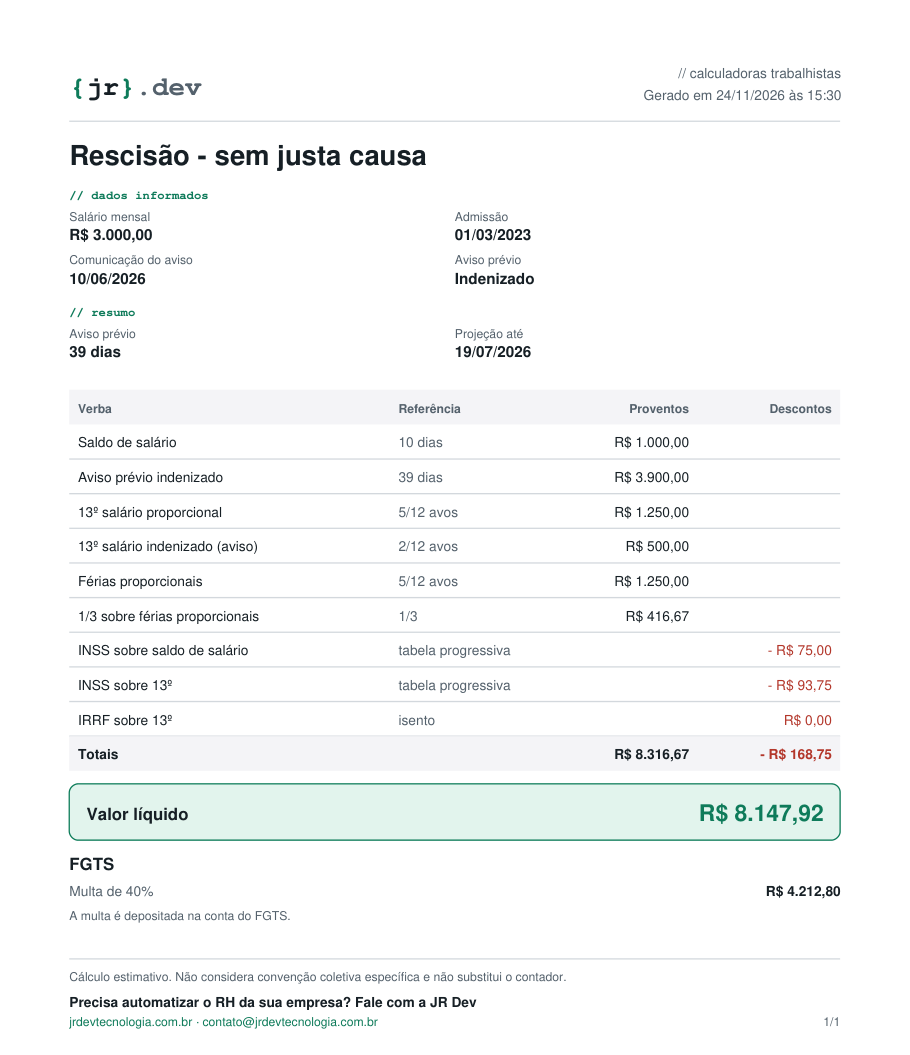 {jr}.dev
// calculadoras trabalhistas
Gerado em 24/11/2026 às 15:30
Rescisão - sem justa causa
// dados informados
Salário mensal Admissão
R$ 3.000,00 01/03/2023
Comunicação do aviso Aviso prévio
10/06/2026 Indenizado
// resumo
Aviso prévio Projeção até
39 dias 19/07/2026
Verba Referência Proventos Descontos
Saldo de salário 10 dias R$ 1.000,00
Aviso prévio indenizado 39 dias R$ 3.900,00
13º salário proporcional 5/12 avos R$ 1.250,00
13º salário indenizado (aviso) 2/12 avos R$ 500,00
Férias proporcionais 5/12 avos R$ 1.250,00
1/3 sobre férias proporcionais 1/3 R$ 416,67
INSS sobre saldo de salário tabela progressiva - R$ 75,00
INSS sobre 13º tabela progressiva - R$ 93,75
IRRF sobre 13º isento R$ 0,00
Totais R$ 8.316,67 - R$ 168,75
Valor líquido R$ 8.147,92
FGTS
Multa de 40% R$ 4.212,80
A multa é depositada na conta do FGTS.
Cálculo estimativo. Não considera convenção coletiva específica e não substitui o contador.
Precisa automatizar o RH da sua empresa? Fale com a JR Dev
jrdevtecnologia.com.br · contato@jrdevtecnologia.com.br 1/1